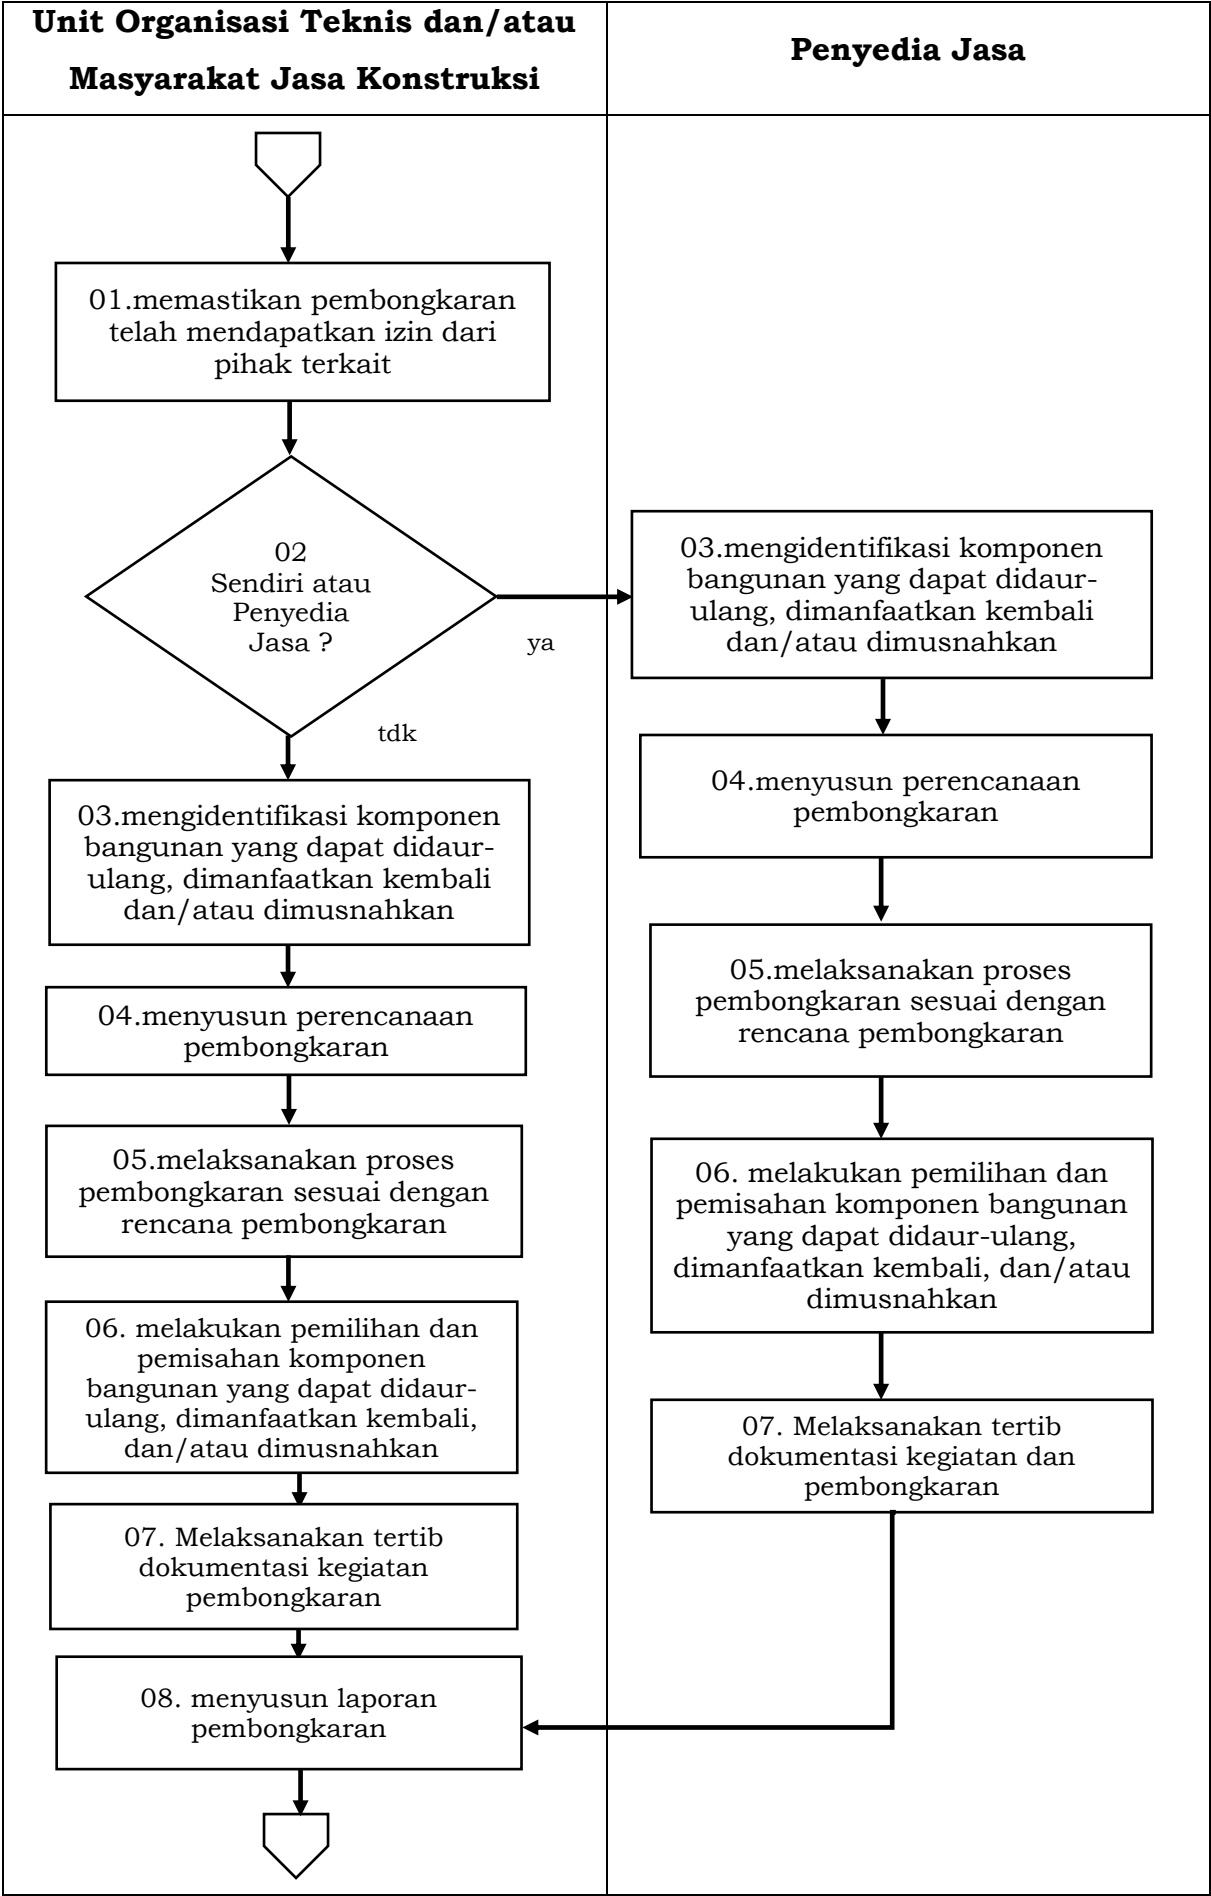 Unit Organisasi Teknis dan/atau
Masyarakat Jasa Konstruksi
Penyedia Jasa
01.memastikan pembongkaran
telah mendapatkan izin dari
pihak terkait
02
Sendiri atau
Penyedia
Jasa ?
ya
tdk
03.mengidentifikasi komponen
bangunan yang dapat didaur-
ulang, dimanfaatkan kembali
dan/atau dimusnahkan
04.menyusun perencanaan
pembongkaran
05.melaksanakan proses
pembongkaran sesuai dengan
rencana pembongkaran
06. melakukan pemilihan dan
pemisahan komponen
bangunan yang dapat didaur-
ulang, dimanfaatkan kembali,
dan/atau dimusnahkan
07. Melaksanakan tertib
dokumentasi kegiatan
pembongkaran
08. menyusun laporan
pembongkaran
03.mengidentifikasi komponen
bangunan yang dapat didaur-
ulang, dimanfaatkan kembali
dan/atau dimusnahkan
04.menyusun perencanaan
pembongkaran
05.melaksanakan proses
pembongkaran sesuai dengan
rencana pembongkaran
06. melakukan pemilihan dan
pemisahan komponen bangunan
yang dapat didaur-ulang,
dimanfaatkan kembali, dan/atau
dimusnahkan
07. Melaksanakan tertib
dokumentasi kegiatan dan
pembongkaran